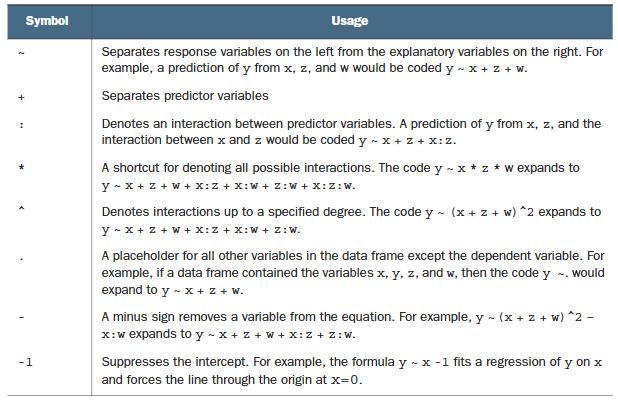 Symbol Usage
~ Separates response variables on the left from the explanatory variables on the right. For
example, a prediction of y from x, z, and w would be coded y ~ x + z + w.
+ Separates predictor variables
: Denotes an interaction between predictor variables. A prediction of y from x, z, and the
interaction between x and z would be coded y ~ x + z + x:z.
* A shortcut for denoting all possible interactions. The code y ~ x * z * w expands to
y ~ x + z + w + x:z + x:w + z:w + x:z:w.
^ Denotes interactions up to a specified degree. The code y ~ (x + z + w)^2 expands to
y ~ x + z + w + x:z + x:w + z:w.
. A placeholder for all other variables in the data frame except the dependent variable. For
example, if a data frame contained the variables x, y, z, and w, then the code y ~. would
expand to y ~ x + z + w.
- A minus sign removes a variable from the equation. For example, y ~ (x + z + w)^2 –
x:w expands to y ~ x + z + w + x:z + z:w.
-1 Suppresses the intercept. For example, the formula y ~ x -1 fits a regression of y on x
and forces the line through the origin at x=0.